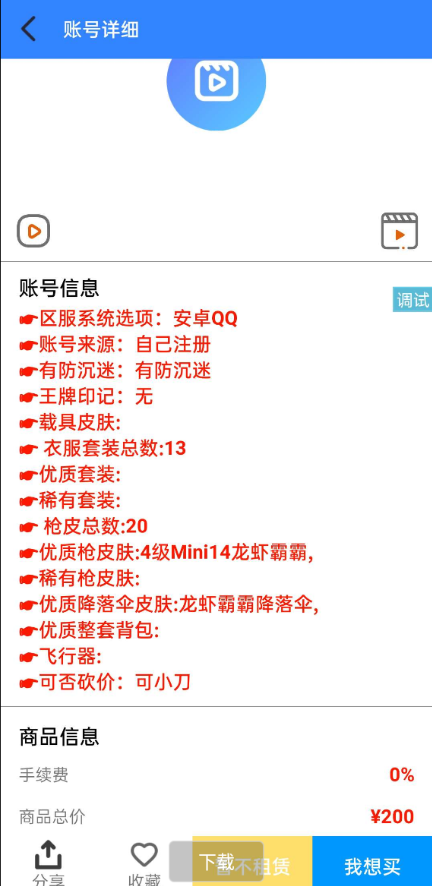 账号详细
账号信息
调试
☛区服系统选项：安卓QQ
☛账号来源：自己注册
☛有防沉迷：有防沉迷
☛王牌印记：无
☛载具皮肤:
☛ 衣服套装总数:13
☛优质套装:
☛稀有套装:
☛ 枪皮总数:20
☛优质枪皮肤:4级Mini14龙虾霸霸,
☛稀有枪皮肤:
☛优质降落伞皮肤:龙虾霸霸降落伞,
☛优质整套背包:
☛飞行器:
☛可否砍价：可小刀
商品信息
手续费 0%
商品总价 ¥200
分享 收藏 下载 不租赁 我想买